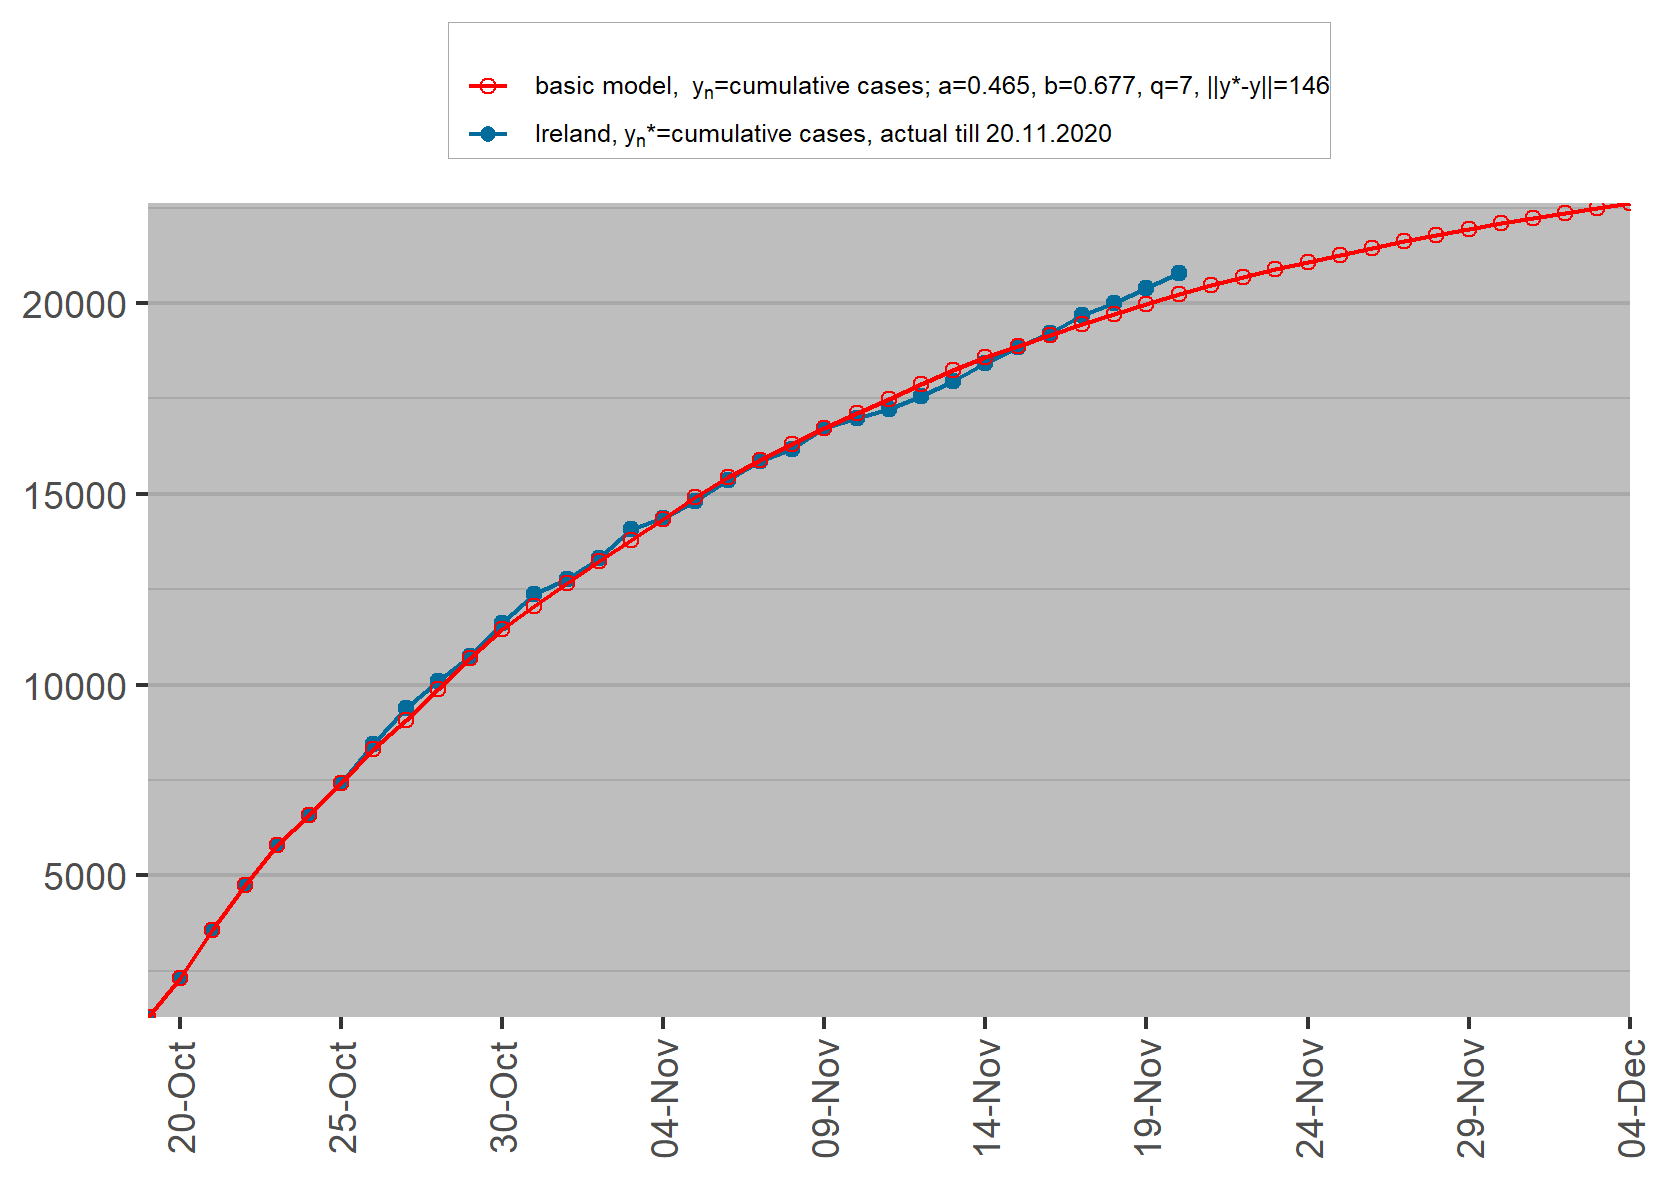 basic model,  yn=cumulative cases; a=0.465, b=0.677, q=7, ||y*-y||=146
Ireland, yn*=cumulative cases, actual till 20.11.2020
20000
15000
10000
5000
20-Oct
25-Oct
30-Oct
04-Nov
09-Nov
14-Nov
19-Nov
24-Nov
29-Nov
04-Dec